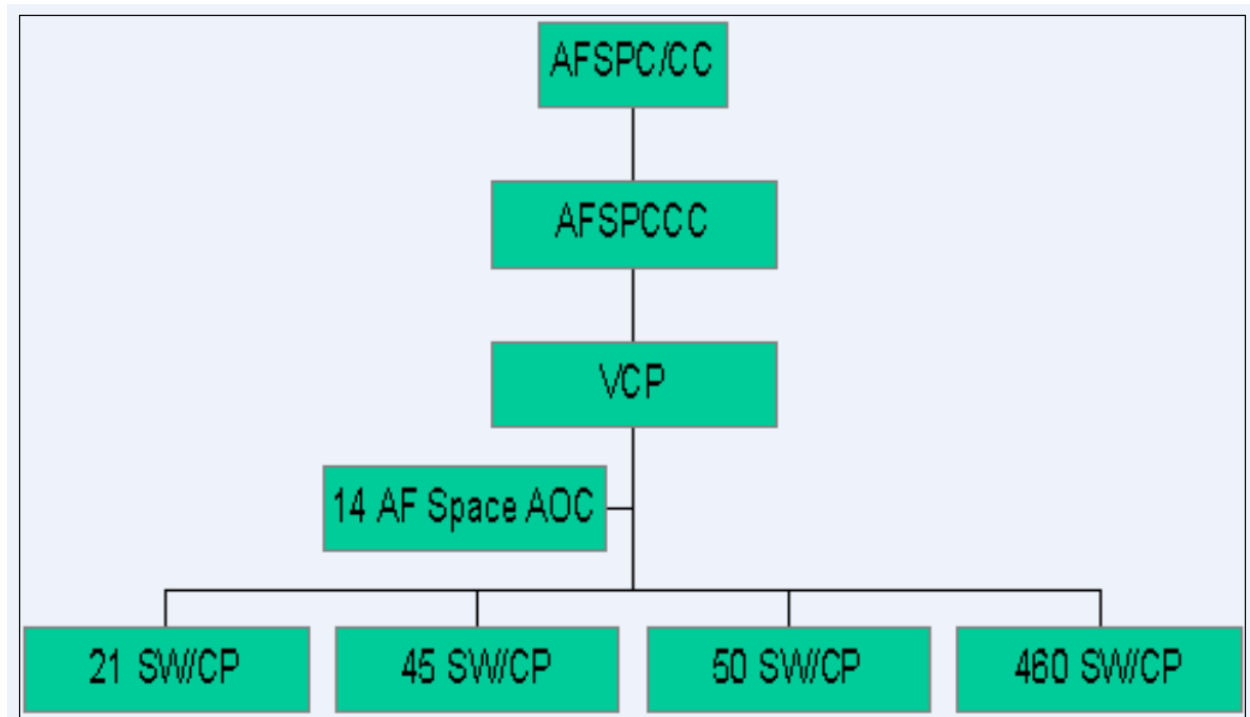 AFSPC/CC
AFSPCCC
VCP
14 AF Space AOC
21 SW/CP
45 SW/CP
50 SW/CP
460 SW/CP